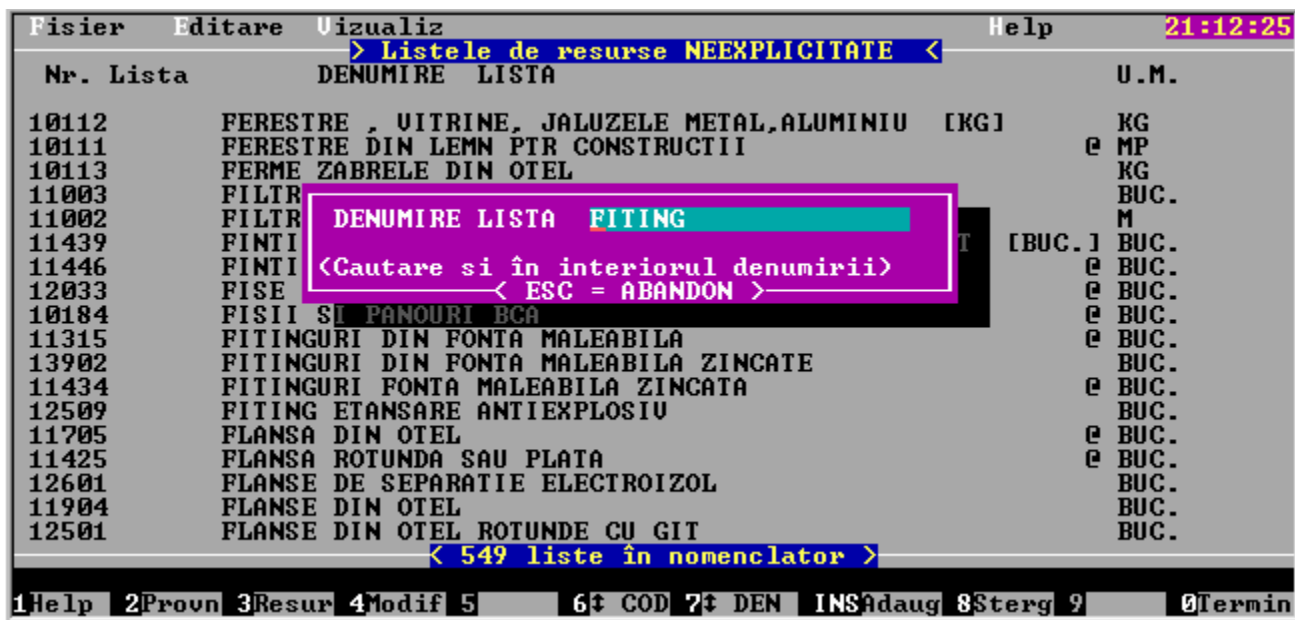 Fisier Editare Vizualiz Help 21:12:25
> Listele de resurse NEEXPLICITATE <
Nr. Lista DENUMIRE LISTA U.M.
10112 FERESTRE , VITRINE, JALUZELE METAL,ALUMINIU [KG] KG
10111 FERESTRE DIN LEMN PTR CONSTRUCTII @ MP
10113 FERME ZABRELE DIN OTEL KG
11003 FILTR BUC.
11002 FILTR M
11439 FINTI T [BUC.] BUC.
11446 FINTI @ BUC.
12033 FISE @ BUC.
10184 FISII SI PANOURI BCA @ BUC.
DENUMIRE LISTA FITING
(Cautare si în interiorul denumirii)
< ESC = ABANDON >
11315 FITINGURI DIN FONTA MALEABILA @ BUC.
13902 FITINGURI DIN FONTA MALEABILA ZINCATE BUC.
11434 FITINGURI FONTA MALEABILA ZINCATA @ BUC.
12509 FITING ETANSARE ANTIEXPLOSIV BUC.
11705 FLANSA DIN OTEL @ BUC.
11425 FLANSA ROTUNDA SAU PLATA @ BUC.
12601 FLANSE DE SEPARATIE ELECTROIZOL BUC.
11904 FLANSE DIN OTEL BUC.
12501 FLANSE DIN OTEL ROTUNDE CU GIT BUC.
< 549 liste în nomenclator >
1Help 2Provn 3Resur 4Modif 5 6↕ COD 7↕ DEN INSAdaug 8Sterg 9 0Termin